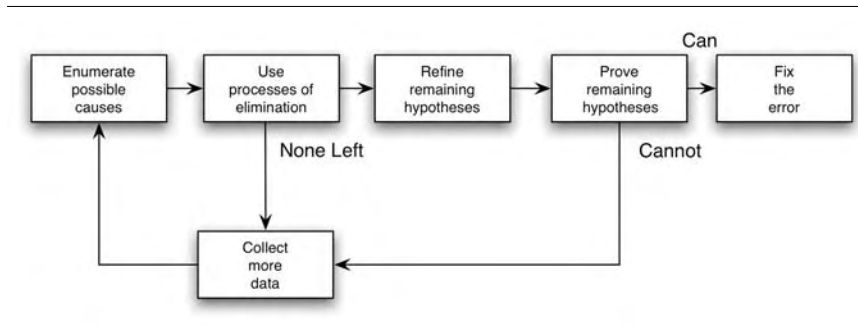 Enumerate
possible
causes
Use
processes of
elimination
Refine
remaining
hypotheses
Prove
remaining
hypotheses
Can
Fix
the
error
None Left
Cannot
Collect
more
data